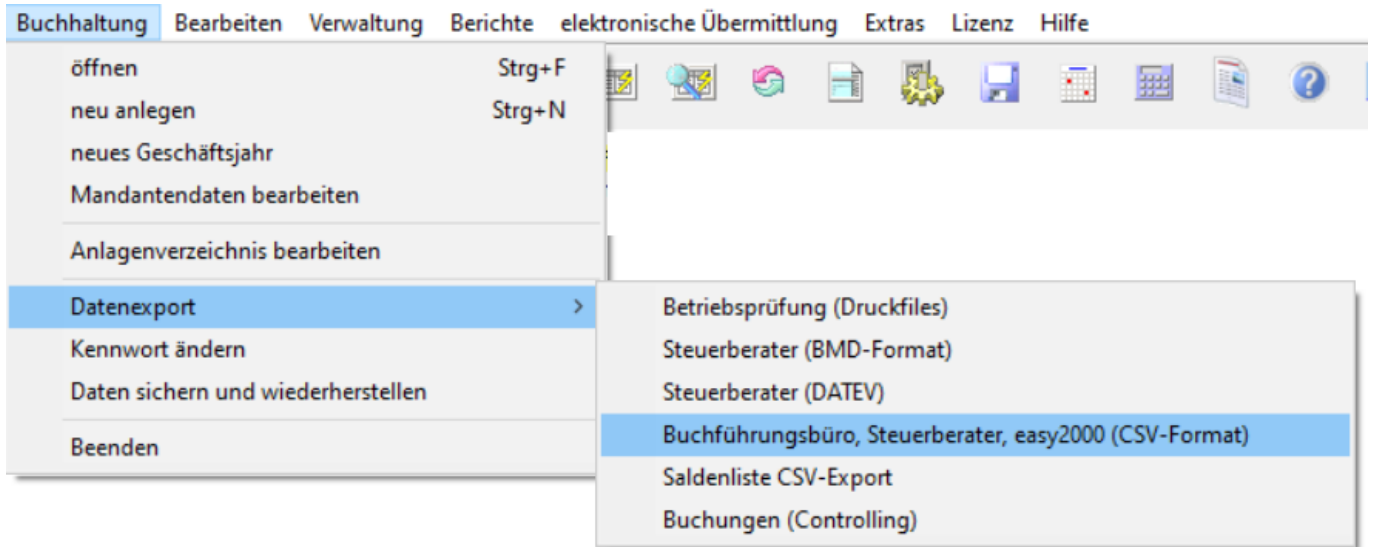 Buchhaltung Bearbeiten Verwaltung Berichte elektronische Übermittlung Extras Lizenz Hilfe
öffnen Strg+F
neu anlegen Strg+N
neues Geschäftsjahr
Mandantendaten bearbeiten
Anlagenverzeichnis bearbeiten
Datenexport
Kennwort ändern
Daten sichern und wiederherstellen
Beenden
Betriebsprüfung (Druckfiles)
Steuerberater (BMD-Format)
Steuerberater (DATEV)
Buchführungsbüro, Steuerberater, easy2000 (CSV-Format)
Saldenliste CSV-Export
Buchungen (Controlling)